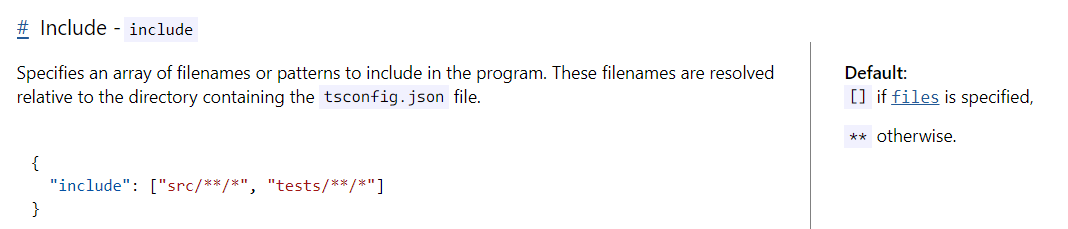 # Include - include
Specifies an array of filenames or patterns to include in the program. These filenames are resolved
relative to the directory containing the tsconfig.json file.
{
  "include": ["src/**/*", "tests/**/*"]
}
Default:
[] if files is specified,
** otherwise.